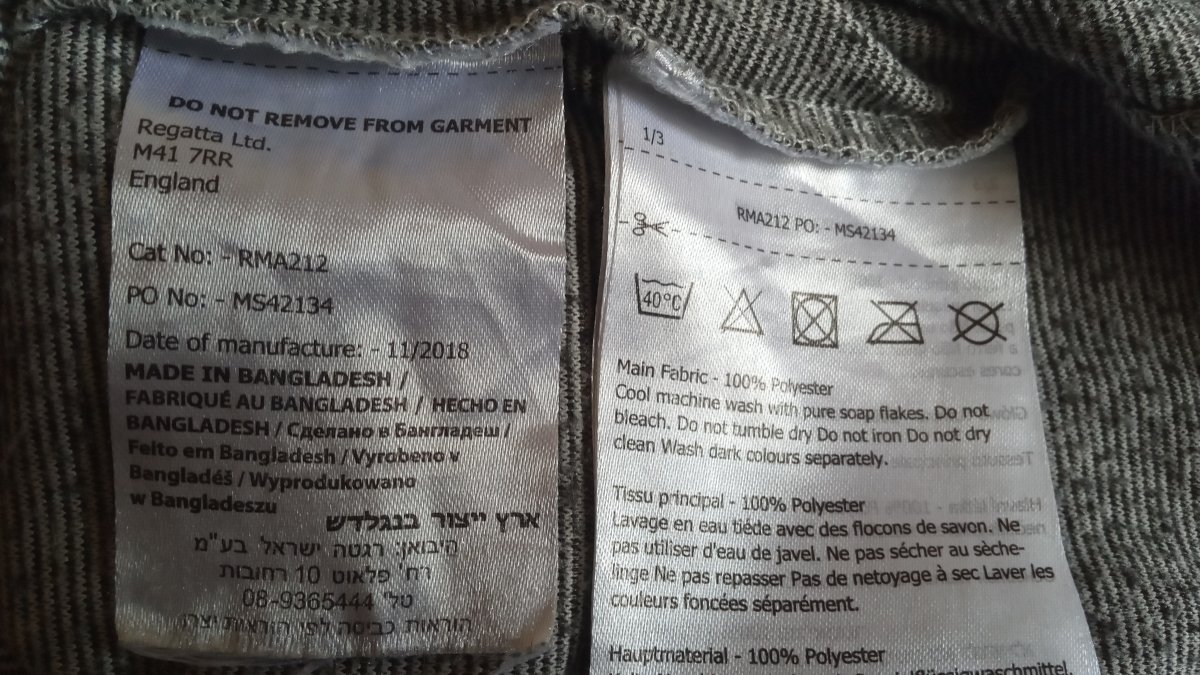 DO NOT REMOVE FROM GARMENT
Regatta Ltd.
M41 7RR
England
Cat No: - RMA212
PO No: - MS42134
Date of manufacture: - 11/2018
MADE IN BANGLADESH /
FABRIQUÉ AU BANGLADESH / HECHO EN
BANGLADESH / Сделано в Бангладеш /
Feito em Bangladesh / Vyrobeno v
Bangladéš / Wyprodukowano
w Bangladeszu
ארץ ייצור בנגלדש
היבואן: רגטה ישראל בע"מ
רח' פלאוט 10 רחובות
טל' 08-9365444
הוראות כביסה לפי הוראות יצרן
1/3
RMA212 PO: - MS42134
40°C
Main Fabric - 100% Polyester
Cool machine wash with pure soap flakes. Do not
bleach. Do not tumble dry Do not iron Do not dry
clean Wash dark colours separately.
Tissu principal - 100% Polyester
Lavage en eau tiéde avec des flocons de savon. Ne
pas utiliser d'eau de javel. Ne pas sécher au sèche-
linge Ne pas repasser Pas de netoyage à sec Laver les
couleurs foncées séparément.
Hauptmaterial - 100% Polyester